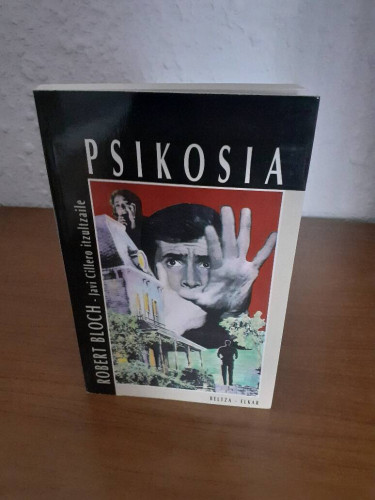 PSIKOSIA
ROBERT BLOCH - Javi Cillero itzultzaile
BELTZA - ELKAR